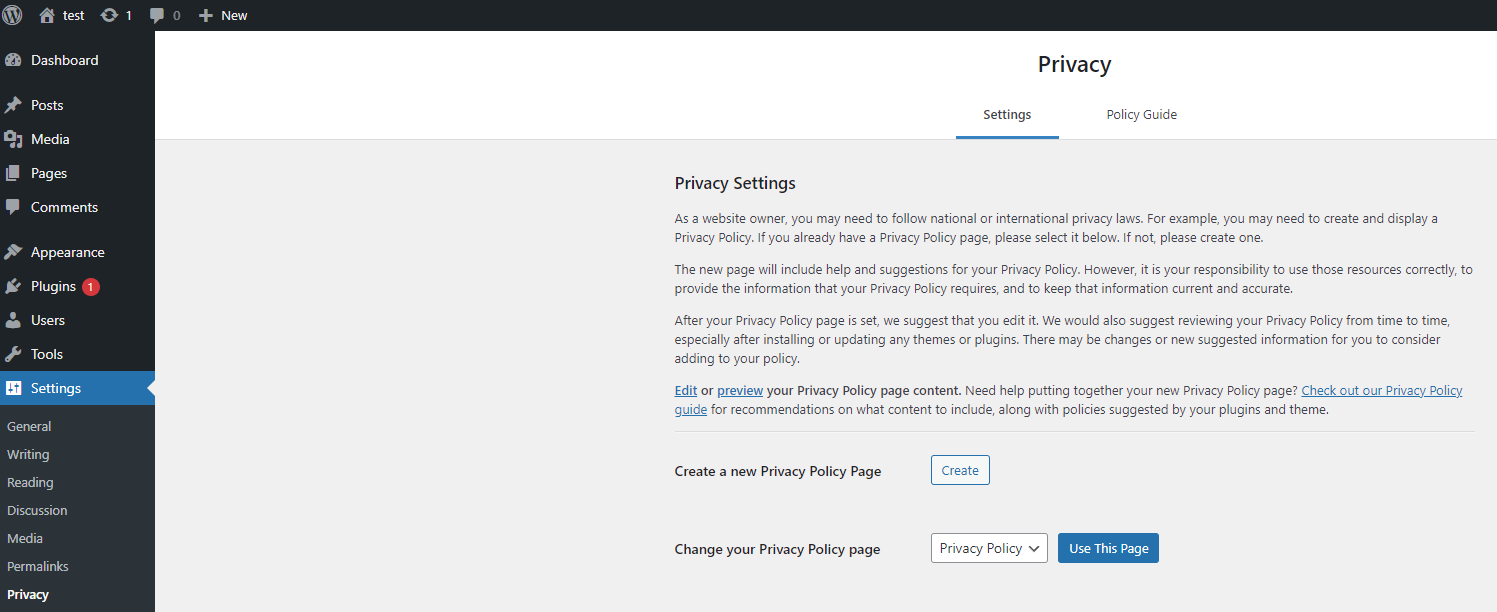 test 1 0 New
Dashboard
Posts
Media
Pages
Comments
Appearance
Plugins 1
Users
Tools
Settings
General
Writing
Reading
Discussion
Media
Permalinks
Privacy
Privacy
Settings Policy Guide
Privacy Settings
As a website owner, you may need to follow national or international privacy laws. For example, you may need to create and display a
Privacy Policy. If you already have a Privacy Policy page, please select it below. If not, please create one.
The new page will include help and suggestions for your Privacy Policy. However, it is your responsibility to use those resources correctly, to
provide the information that your Privacy Policy requires, and to keep that information current and accurate.
After your Privacy Policy page is set, we suggest that you edit it. We would also suggest reviewing your Privacy Policy from time to time,
especially after installing or updating any themes or plugins. There may be changes or new suggested information for you to consider
adding to your policy.
Edit or preview your Privacy Policy page content. Need help putting together your new Privacy Policy page? Check out our Privacy Policy
guide for recommendations on what content to include, along with policies suggested by your plugins and theme.
Create a new Privacy Policy Page Create
Change your Privacy Policy page Privacy Policy Use This Page